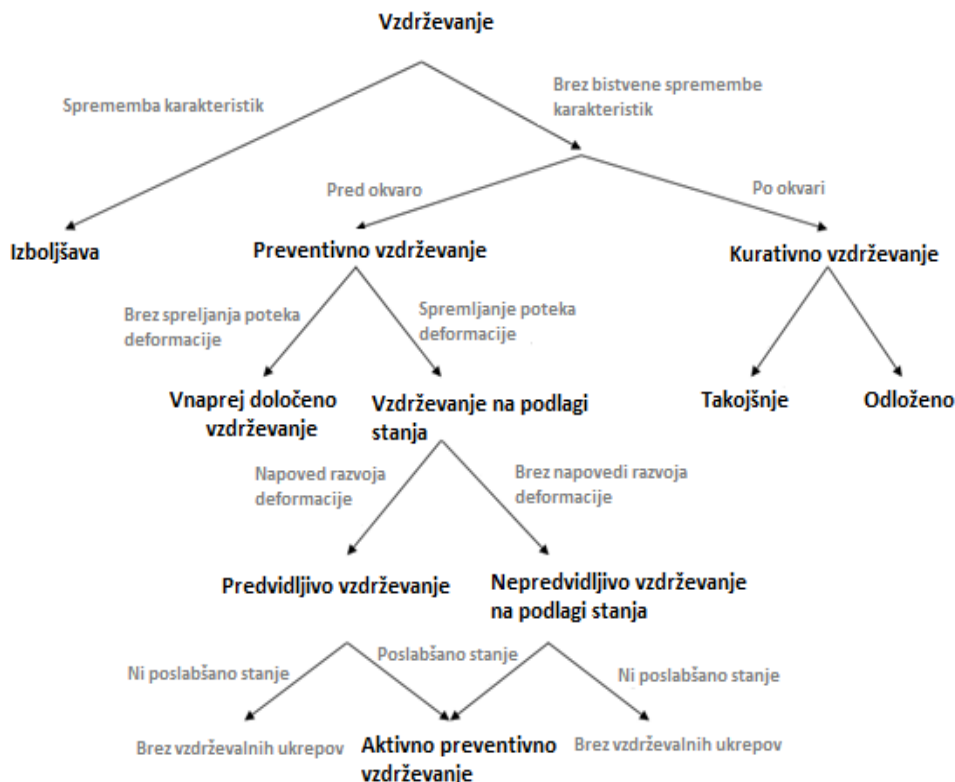 Vzdrževanje
Sprememba karakteristik
Brez bistvene spremembe
karakteristik
Pred okvaro
Po okvari
Izboljšava
Preventivno vzdrževanje
Kurativno vzdrževanje
Brez spreljanja poteka
deformacije
Spremljanje poteka
deformacije
Vnaprej določeno
vzdrževanje
Vzdrževanje na podlagi
stanja
Takojšnje
Odloženo
Napoved razvoja
deformacije
Brez napovedi razvoja
deformacije
Predvidljivo vzdrževanje
Nepredvidljivo vzdrževanje
na podlagi stanja
Ni poslabšano stanje
Poslabšano stanje
Ni poslabšano stanje
Brez vzdrževalnih ukrepov
Aktivno preventivno
vzdrževanje
Brez vzdrževalnih ukrepov